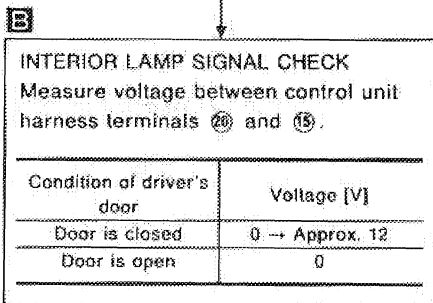 B
INTERIOR LAMP SIGNAL CHECK
Measure voltage between control unit
harness terminals ⑳ and ⑮.
Condition of driver's
door
Voltage [V]
Door is closed 0 → Approx. 12
Door is open 0